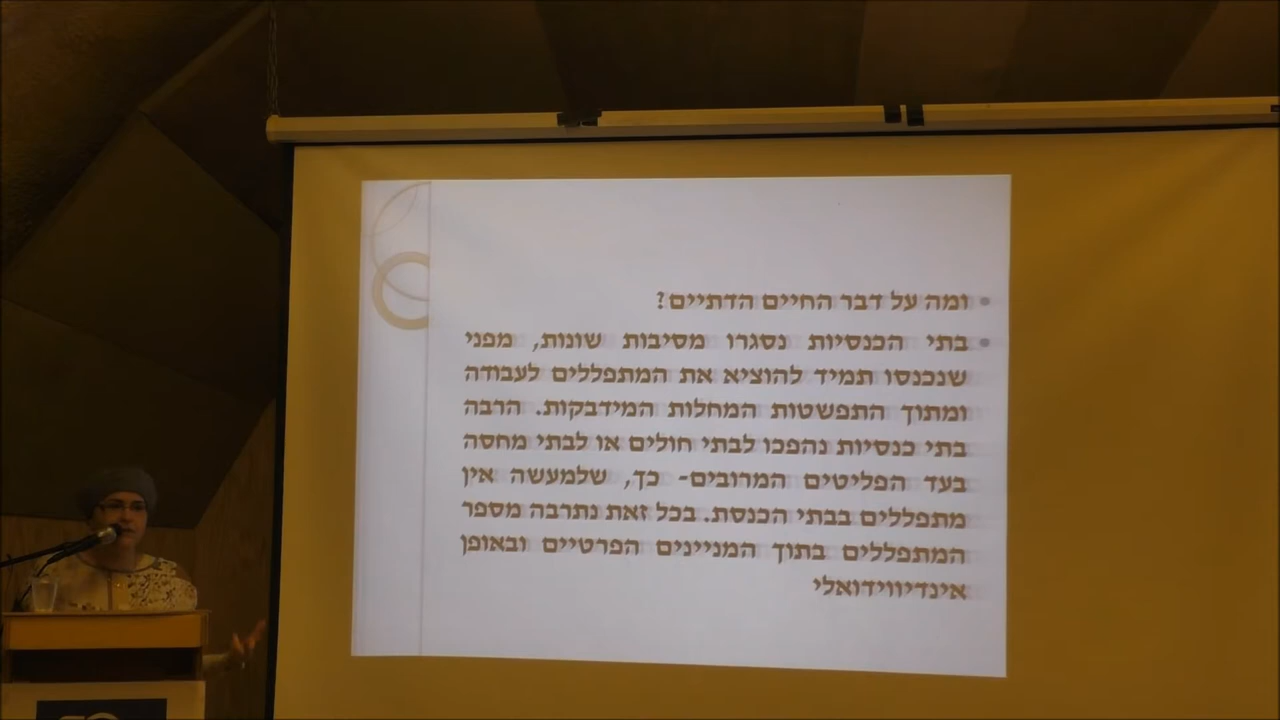 ומה על דבר החיים הדתיים?
בתי הכנסיות נסגרו מסיבות שונות, מפני
שנכנסו תמיד להוציא את המתפללים לעבודה
ומתוך התפשטות המחלות המידבקות. הרבה
בתי כנסיות נהפכו לבתי חולים או לבתי מחסה
בעד הפליטים המרובים- כך, שלמעשה אין
מתפללים בבתי הכנסת. בכל זאת נתרבה מספר
המתפללים בתוך המניינים הפרטיים ובאופן
אינדיווידואלי